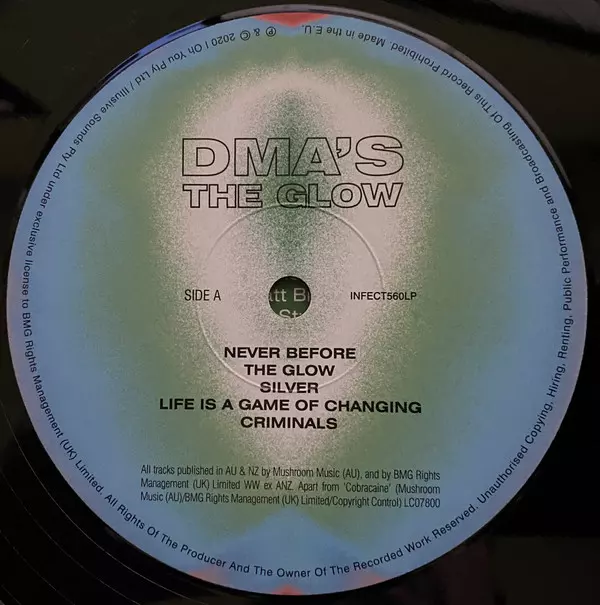 DMA'S
THE GLOW
SIDE A
INFECT560LP
NEVER BEFORE
THE GLOW
SILVER
LIFE IS A GAME OF CHANGING
CRIMINALS
All tracks published in AU & NZ by Mushroom Music (AU), and by BMG Rights
Management (UK) Limited WW ex ANZ. Apart from 'Cobracaine' (Mushroom
Music (AU)/BMG Rights Management (UK) Limited/Copyright Control) LC07800
℗ & © 2020 I Oh You Pty Ltd / Illusive Sounds Pty Ltd under exclusive license to BMG Rights Management (UK) Limited. All Rights Of The Producer And The Owner Of The Recorded Work Reserved. Unauthorised Copying, Hiring, Renting, Public Performance and Broadcasting Of This Record Prohibited. Made in the E.U.